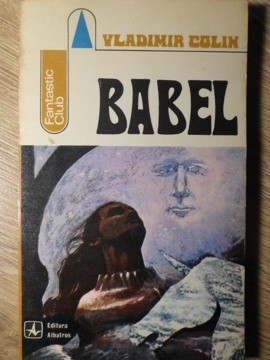 VLADIMIR COLIN
Fantastic
Club
BABEL
Editura
Albatros